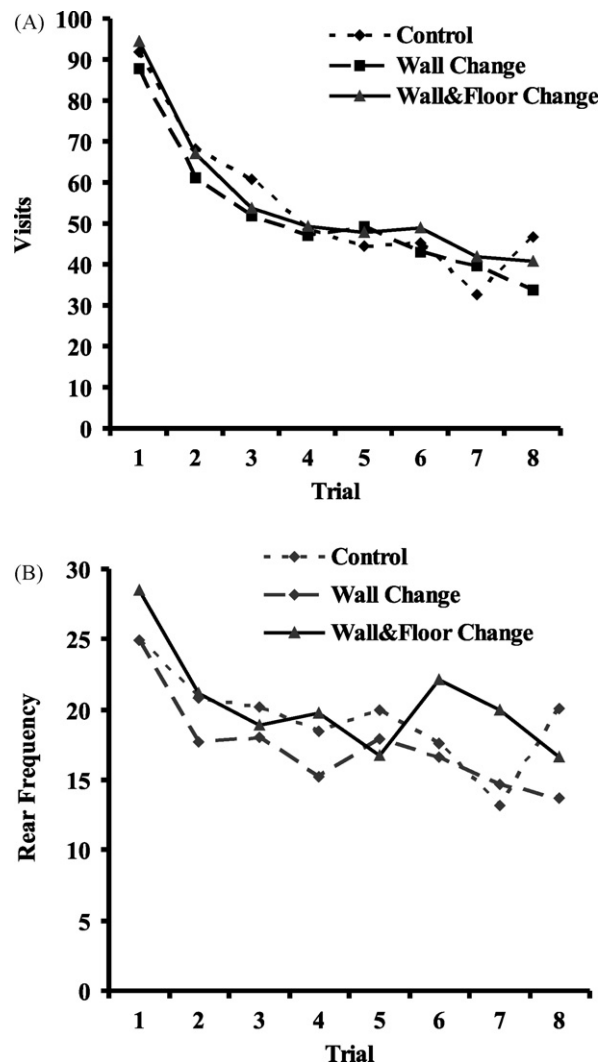 (A)
100
90
80
70
60
50
40
30
20
10
0
Visits
Control
Wall Change
Wall&Floor Change
1 2 3 4 5 6 7 8
Trial
(B)
30
25
20
15
10
5
0
Rear Frequency
Control
Wall Change
Wall&Floor Change
1 2 3 4 5 6 7 8
Trial